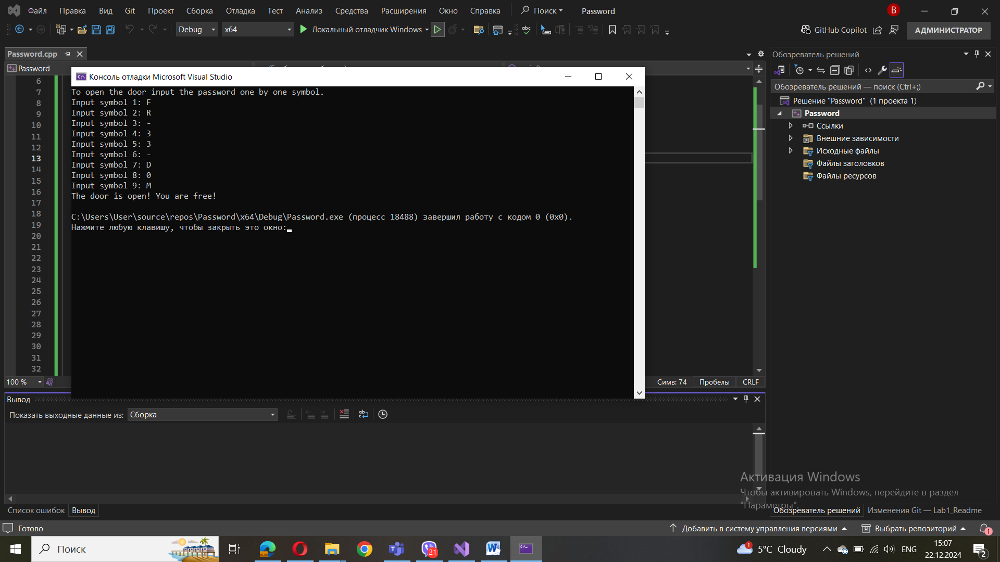 Файл Правка Вид Git Проект Сборка Отладка Тест Анализ Средства Расширения Окно Справка Поиск Password B
Debug x64 Локальный отладчик Windows GitHub Copilot АДМИНИСТРАТОР
Password.cpp
Password
Консоль отладки Microsoft Visual Studio
To open the door input the password one by one symbol.
Input symbol 1: F
Input symbol 2: R
Input symbol 3: -
Input symbol 4: 3
Input symbol 5: 3
Input symbol 6: -
Input symbol 7: D
Input symbol 8: 0
Input symbol 9: M
The door is open! You are free!
C:\Users\User\source\repos\Password\x64\Debug\Password.exe (процесс 18488) завершил работу с кодом 0 (0x0).
Нажмите любую клавишу, чтобы закрыть это окно:
6
7
8
9
10
11
12
13
14
15
16
17
18
19
20
21
22
23
24
25
26
27
28
29
30
31
32
100 % Симв: 74 Пробелы CRLF
Обозреватель решений
Обозреватель решений — поиск (Ctrl+;)
Решение "Password" (1 проекта 1)
Password
Ссылки
Внешние зависимости
Исходные файлы
Файлы заголовков
Файлы ресурсов
Вывод
Показать выходные данные из: Сборка
Список ошибок Вывод
Активация Windows
Чтобы активировать Windows, перейдите в раздел
"Параметры".
Обозреватель решений Изменения Git — Lab1_Readme
Готово Добавить в систему управления версиями Выбрать репозиторий 1
Поиск 21 1 5°C Cloudy ENG 15:07
22.12.2024 2